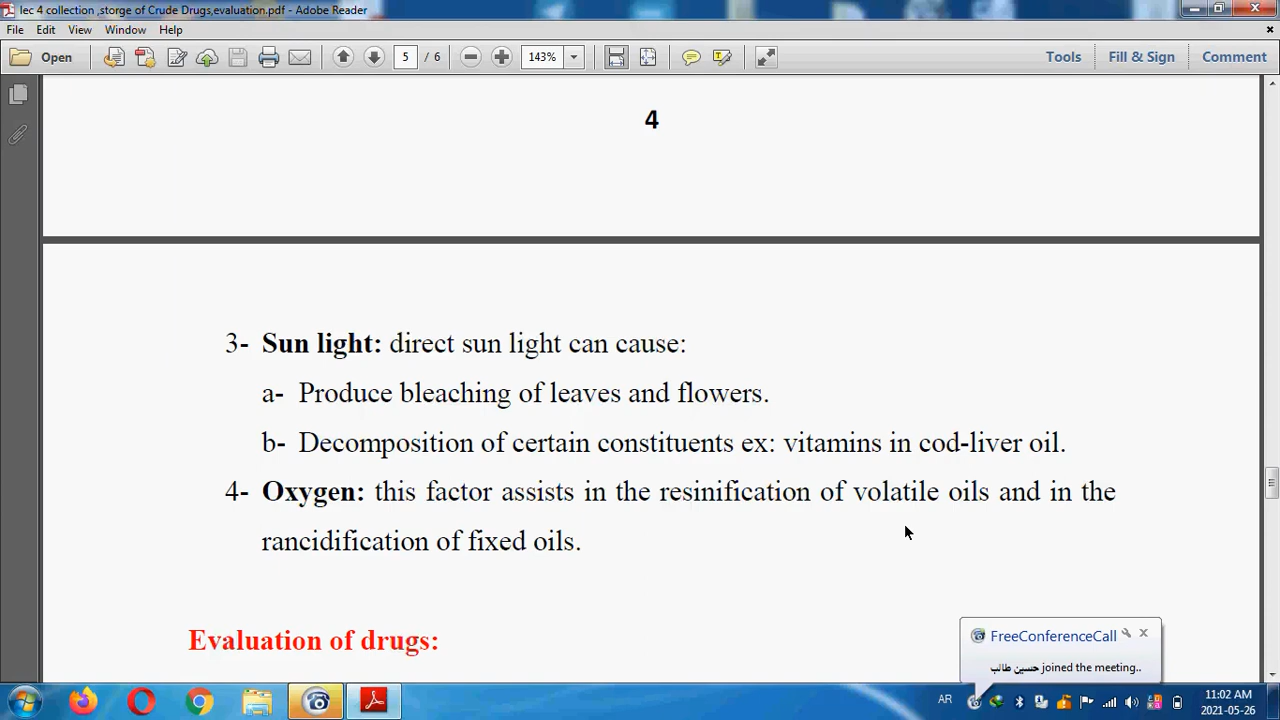 lec 4 collection ,storge of Crude Drugs,evaluation.pdf - Adobe Reader
File Edit View Window Help
Open 5 / 6 143% Tools Fill & Sign Comment
4
3- Sun light: direct sun light can cause:
a- Produce bleaching of leaves and flowers.
b- Decomposition of certain constituents ex: vitamins in cod-liver oil.
4- Oxygen: this factor assists in the resinification of volatile oils and in the
rancidification of fixed oils.
Evaluation of drugs:
FreeConferenceCall
حسين طالب joined the meeting..
AR 11:02 AM
2021-05-26